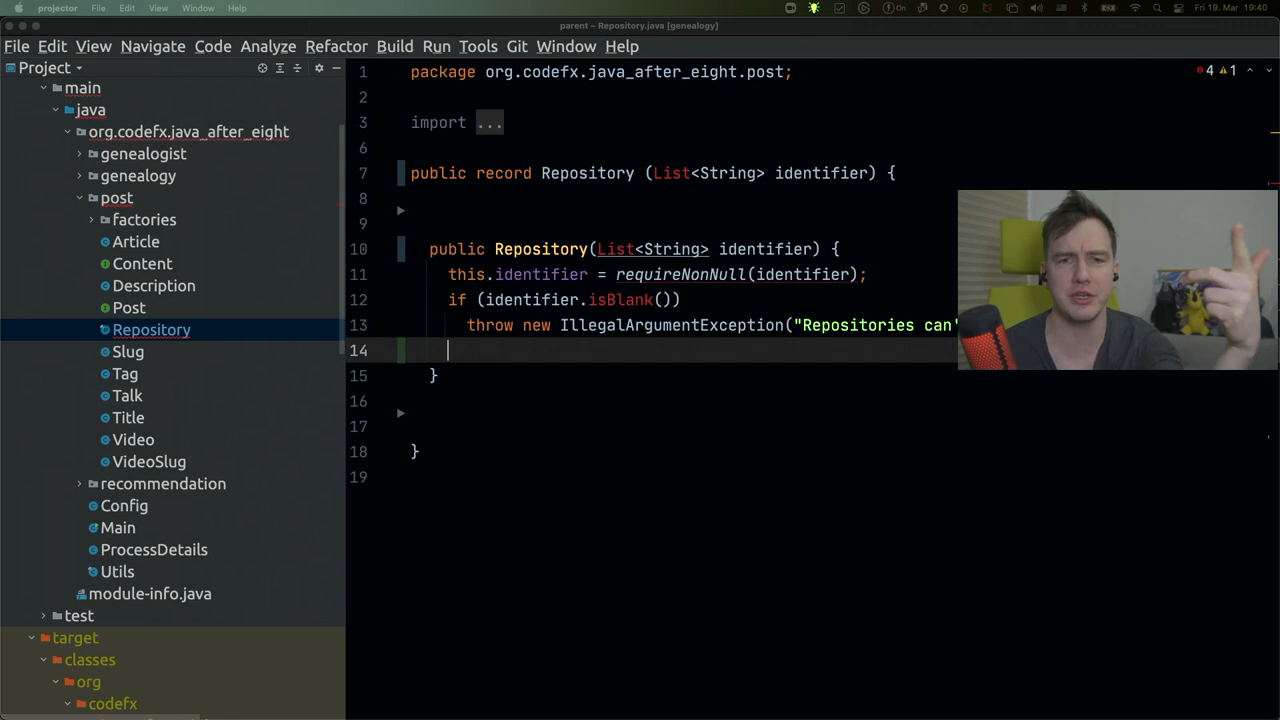 projector File Edit View Window Help On Fri 19. Mar 19:40
parent – Repository.java [genealogy]
File Edit View Navigate Code Analyze Refactor Build Run Tools Git Window Help
Project
main
java
org.codefx.java_after_eight
genealogist
genealogy
post
factories
Article
Content
Description
Post
Repository
Slug
Tag
Talk
Title
Video
VideoSlug
recommendation
Config
Main
ProcessDetails
Utils
module-info.java
test
target
classes
org
codefx
1 package org.codefx.java_after_eight.post;
4 1
2
3 import ...
6
7 public record Repository (List<String> identifier) {
8
9
10 public Repository(List<String> identifier) {
11 this.identifier = requireNonNull(identifier);
12 if (identifier.isBlank())
13 throw new IllegalArgumentException("Repositories can'
14
15 }
16
17
18 }
19